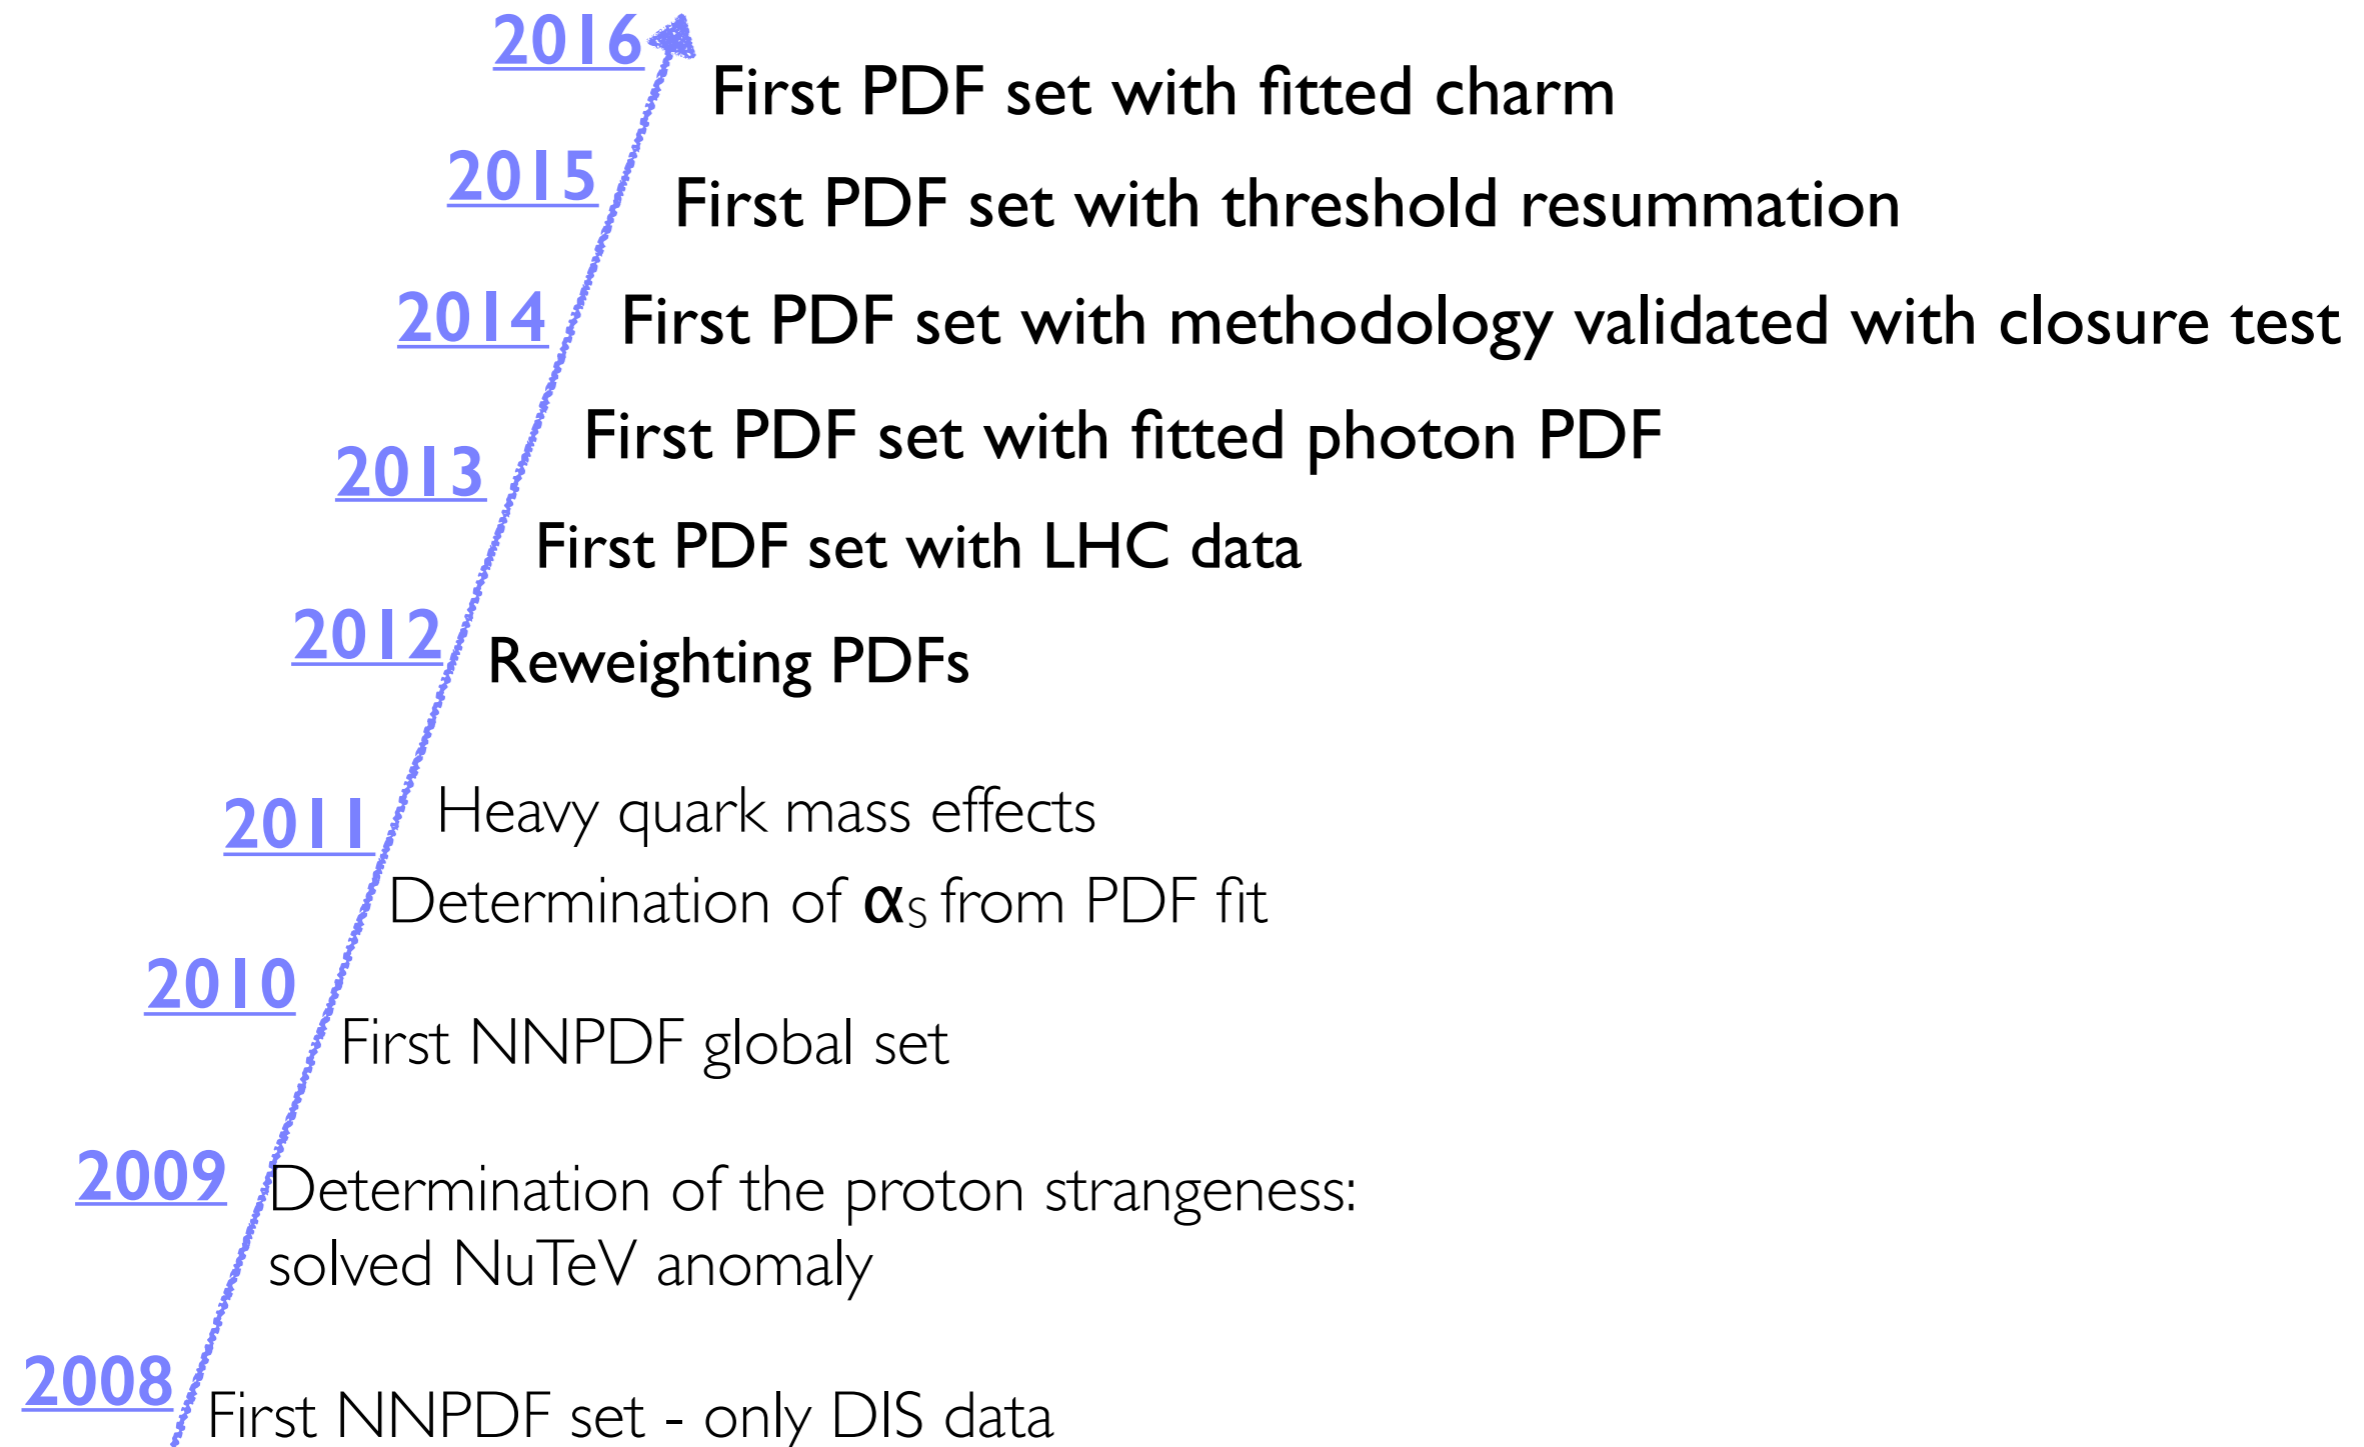 2016
First PDF set with fitted charm
2015
First PDF set with threshold resummation
2014
First PDF set with methodology validated with closure test
First PDF set with fitted photon PDF
2013
First PDF set with LHC data
2012
Reweighting PDFs
2011
Heavy quark mass effects
Determination of αS from PDF fit
2010
First NNPDF global set
2009
Determination of the proton strangeness:
solved NuTeV anomaly
2008
First NNPDF set - only DIS data